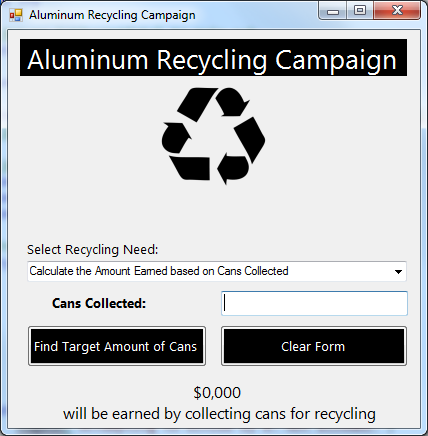 Aluminum Recycling Campaign
Aluminum Recycling Campaign
Select Recycling Need:
Calculate the Amount Earned based on Cans Collected
Cans Collected:
Find Target Amount of Cans
Clear Form
$0,000
will be earned by collecting cans for recycling